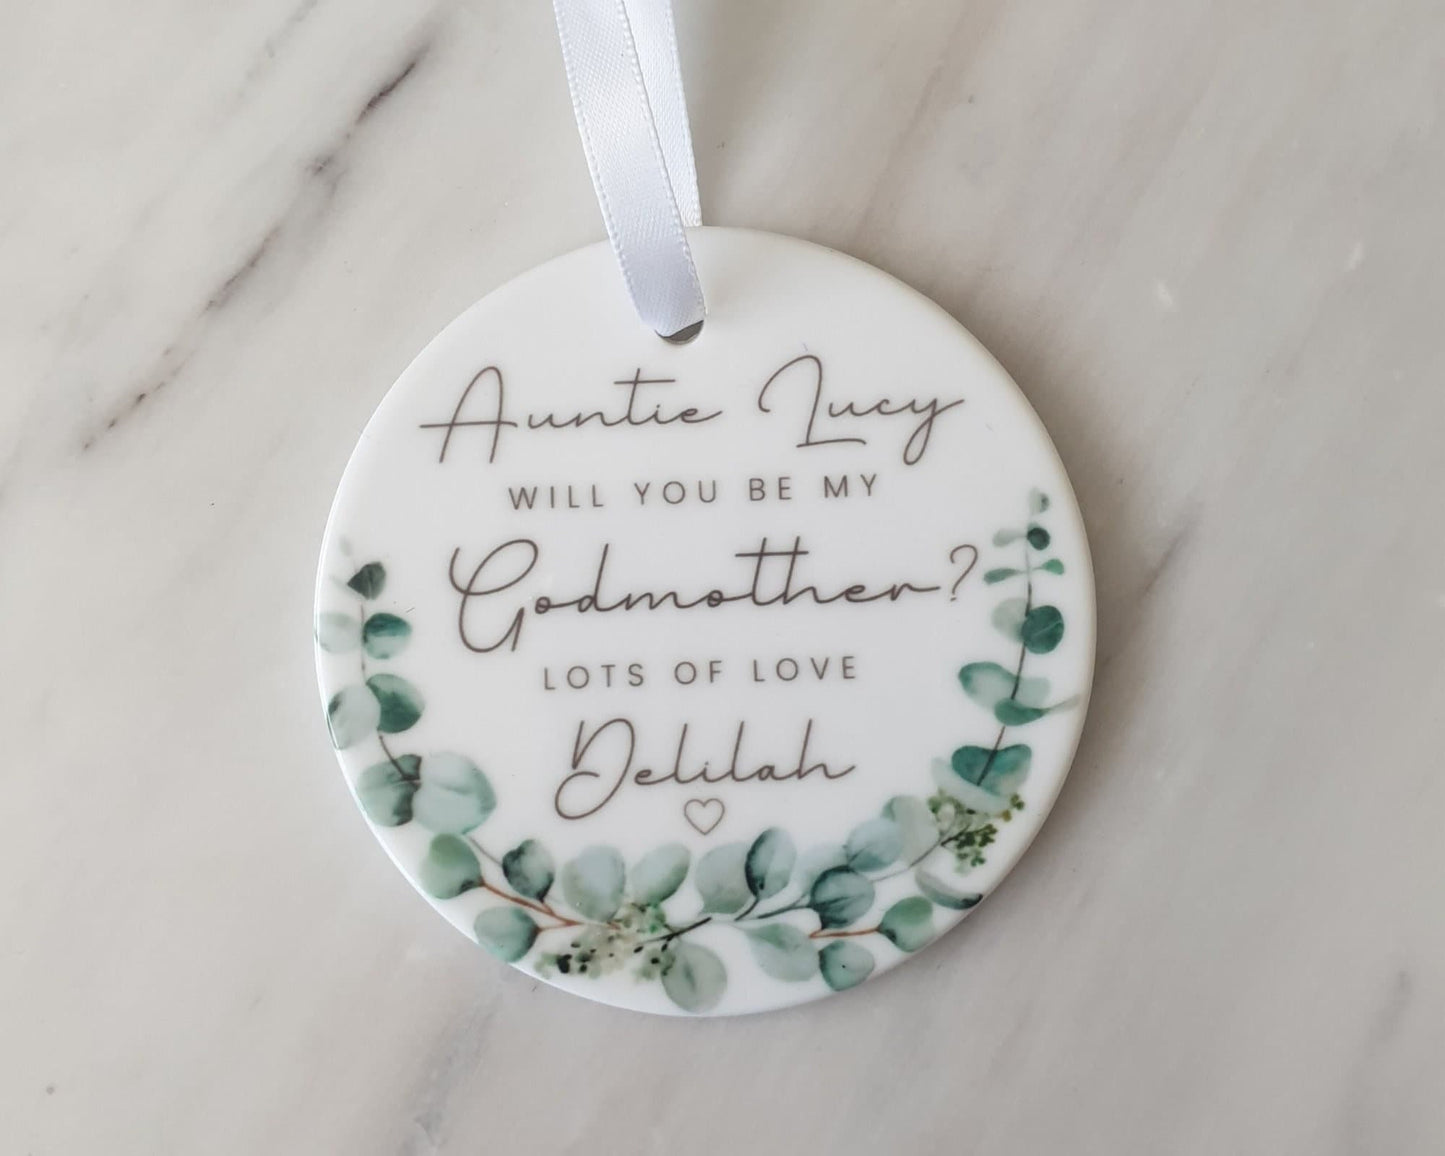 Auntie Lucy
WILL YOU BE MY
Godmother?
LOTS OF LOVE
Delilah